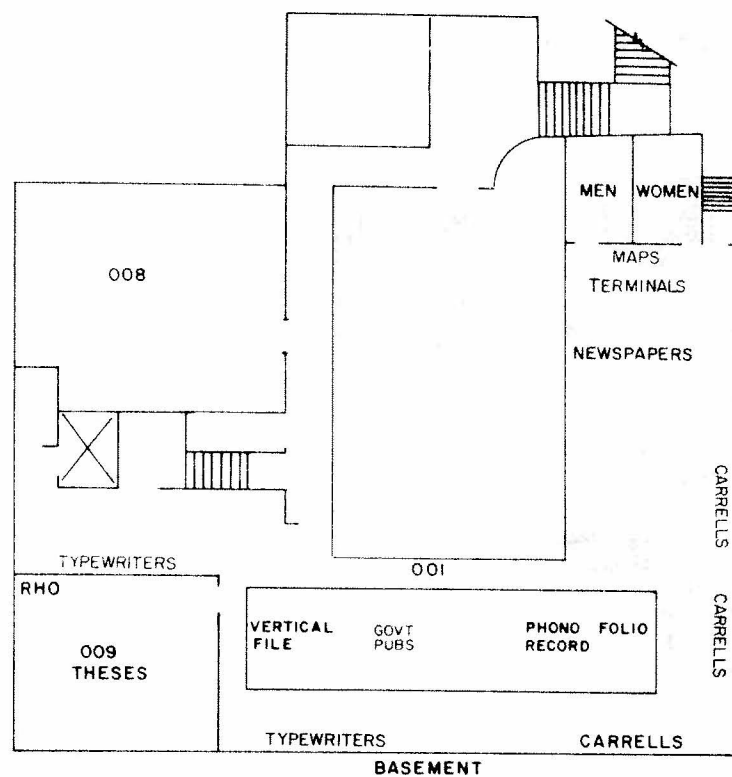 MEN WOMEN
MAPS
TERMINALS
008
NEWSPAPERS
CARRELLS
TYPEWRITERS
001
RHO
009
THESES
VERTICAL
FILE
GOVT
PUBS
PHONO FOLIO
RECORD
CARRELLS
TYPEWRITERS
CARRELLS
BASEMENT